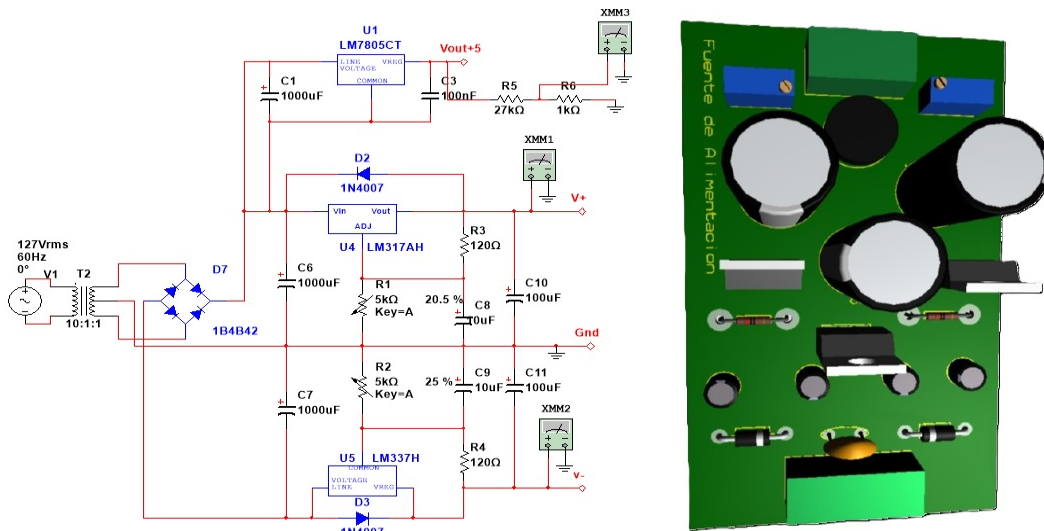 XMM3
U1
LM7805CT
Vout+5
LINE VREG
VOLTAGE
COMMON
C1
1000uF
C3
100nF
R5
27kΩ
R6
1kΩ
XMM1
D2
1N4007
V+
Vin Vout
ADJ
U4 LM317AH
R3
120Ω
127Vrms
60Hz
0°
V1
T2
10:1:1
D7
1B4B42
C6
1000uF
R1
5kΩ
Key=A
20.5 %
C8
10uF
C10
100uF
Gnd
C7
1000uF
R2
5kΩ
Key=A
25 %
C9
10uF
C11
100uF
XMM2
U5 LM337H
COMMON
VOLTAGE
LINE VREG
R4
120Ω
V-
D3
1N4007
Fuente de Alimentacion